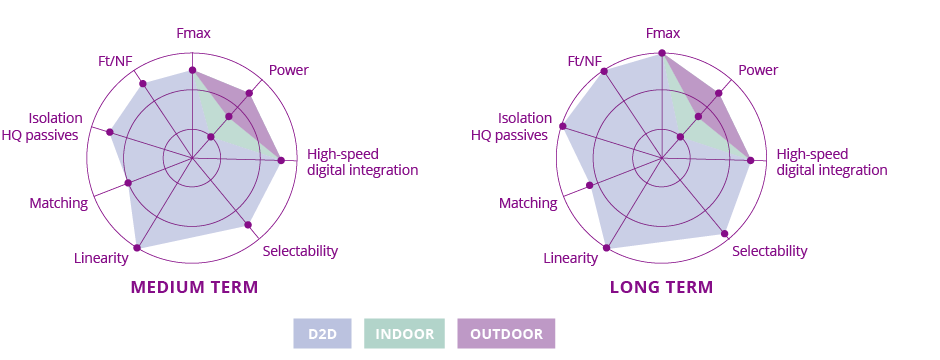 Fmax
Ft/NF
Power
Isolation
HQ passives
High-speed
digital integration
Matching
Selectability
Linearity
MEDIUM TERM
Fmax
Ft/NF
Power
Isolation
HQ passives
High-speed
digital integration
Matching
Selectability
Linearity
LONG TERM
D2D
INDOOR
OUTDOOR